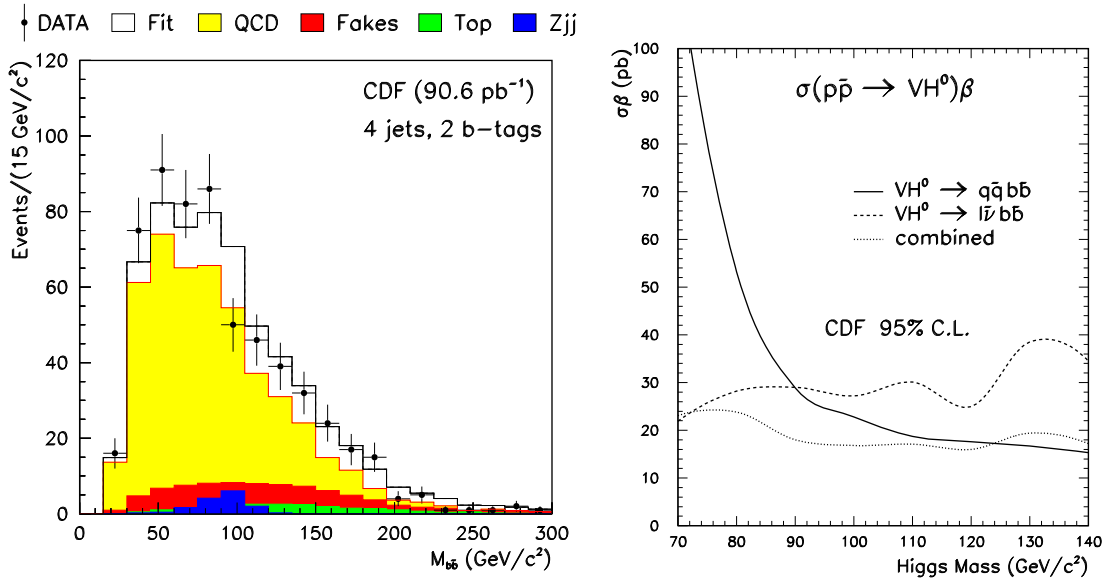 DATA Fit QCD Fakes Top Zjj
Events/(15 GeV/c²)
120
100
80
60
40
20
0
CDF (90.6 pb⁻¹)
4 jets, 2 b-tags
0 50 100 150 200 250 300
M_bb̄ (GeV/c²)
σβ (pb)
100
90
80
70
60
50
40
30
20
10
0
σ(pp̄ → VH⁰)β
VH⁰ → qq̄ bb̄
VH⁰ → lν̄ bb̄
combined
CDF 95% C.L.
70 80 90 100 110 120 130 140
Higgs Mass (GeV/c²)